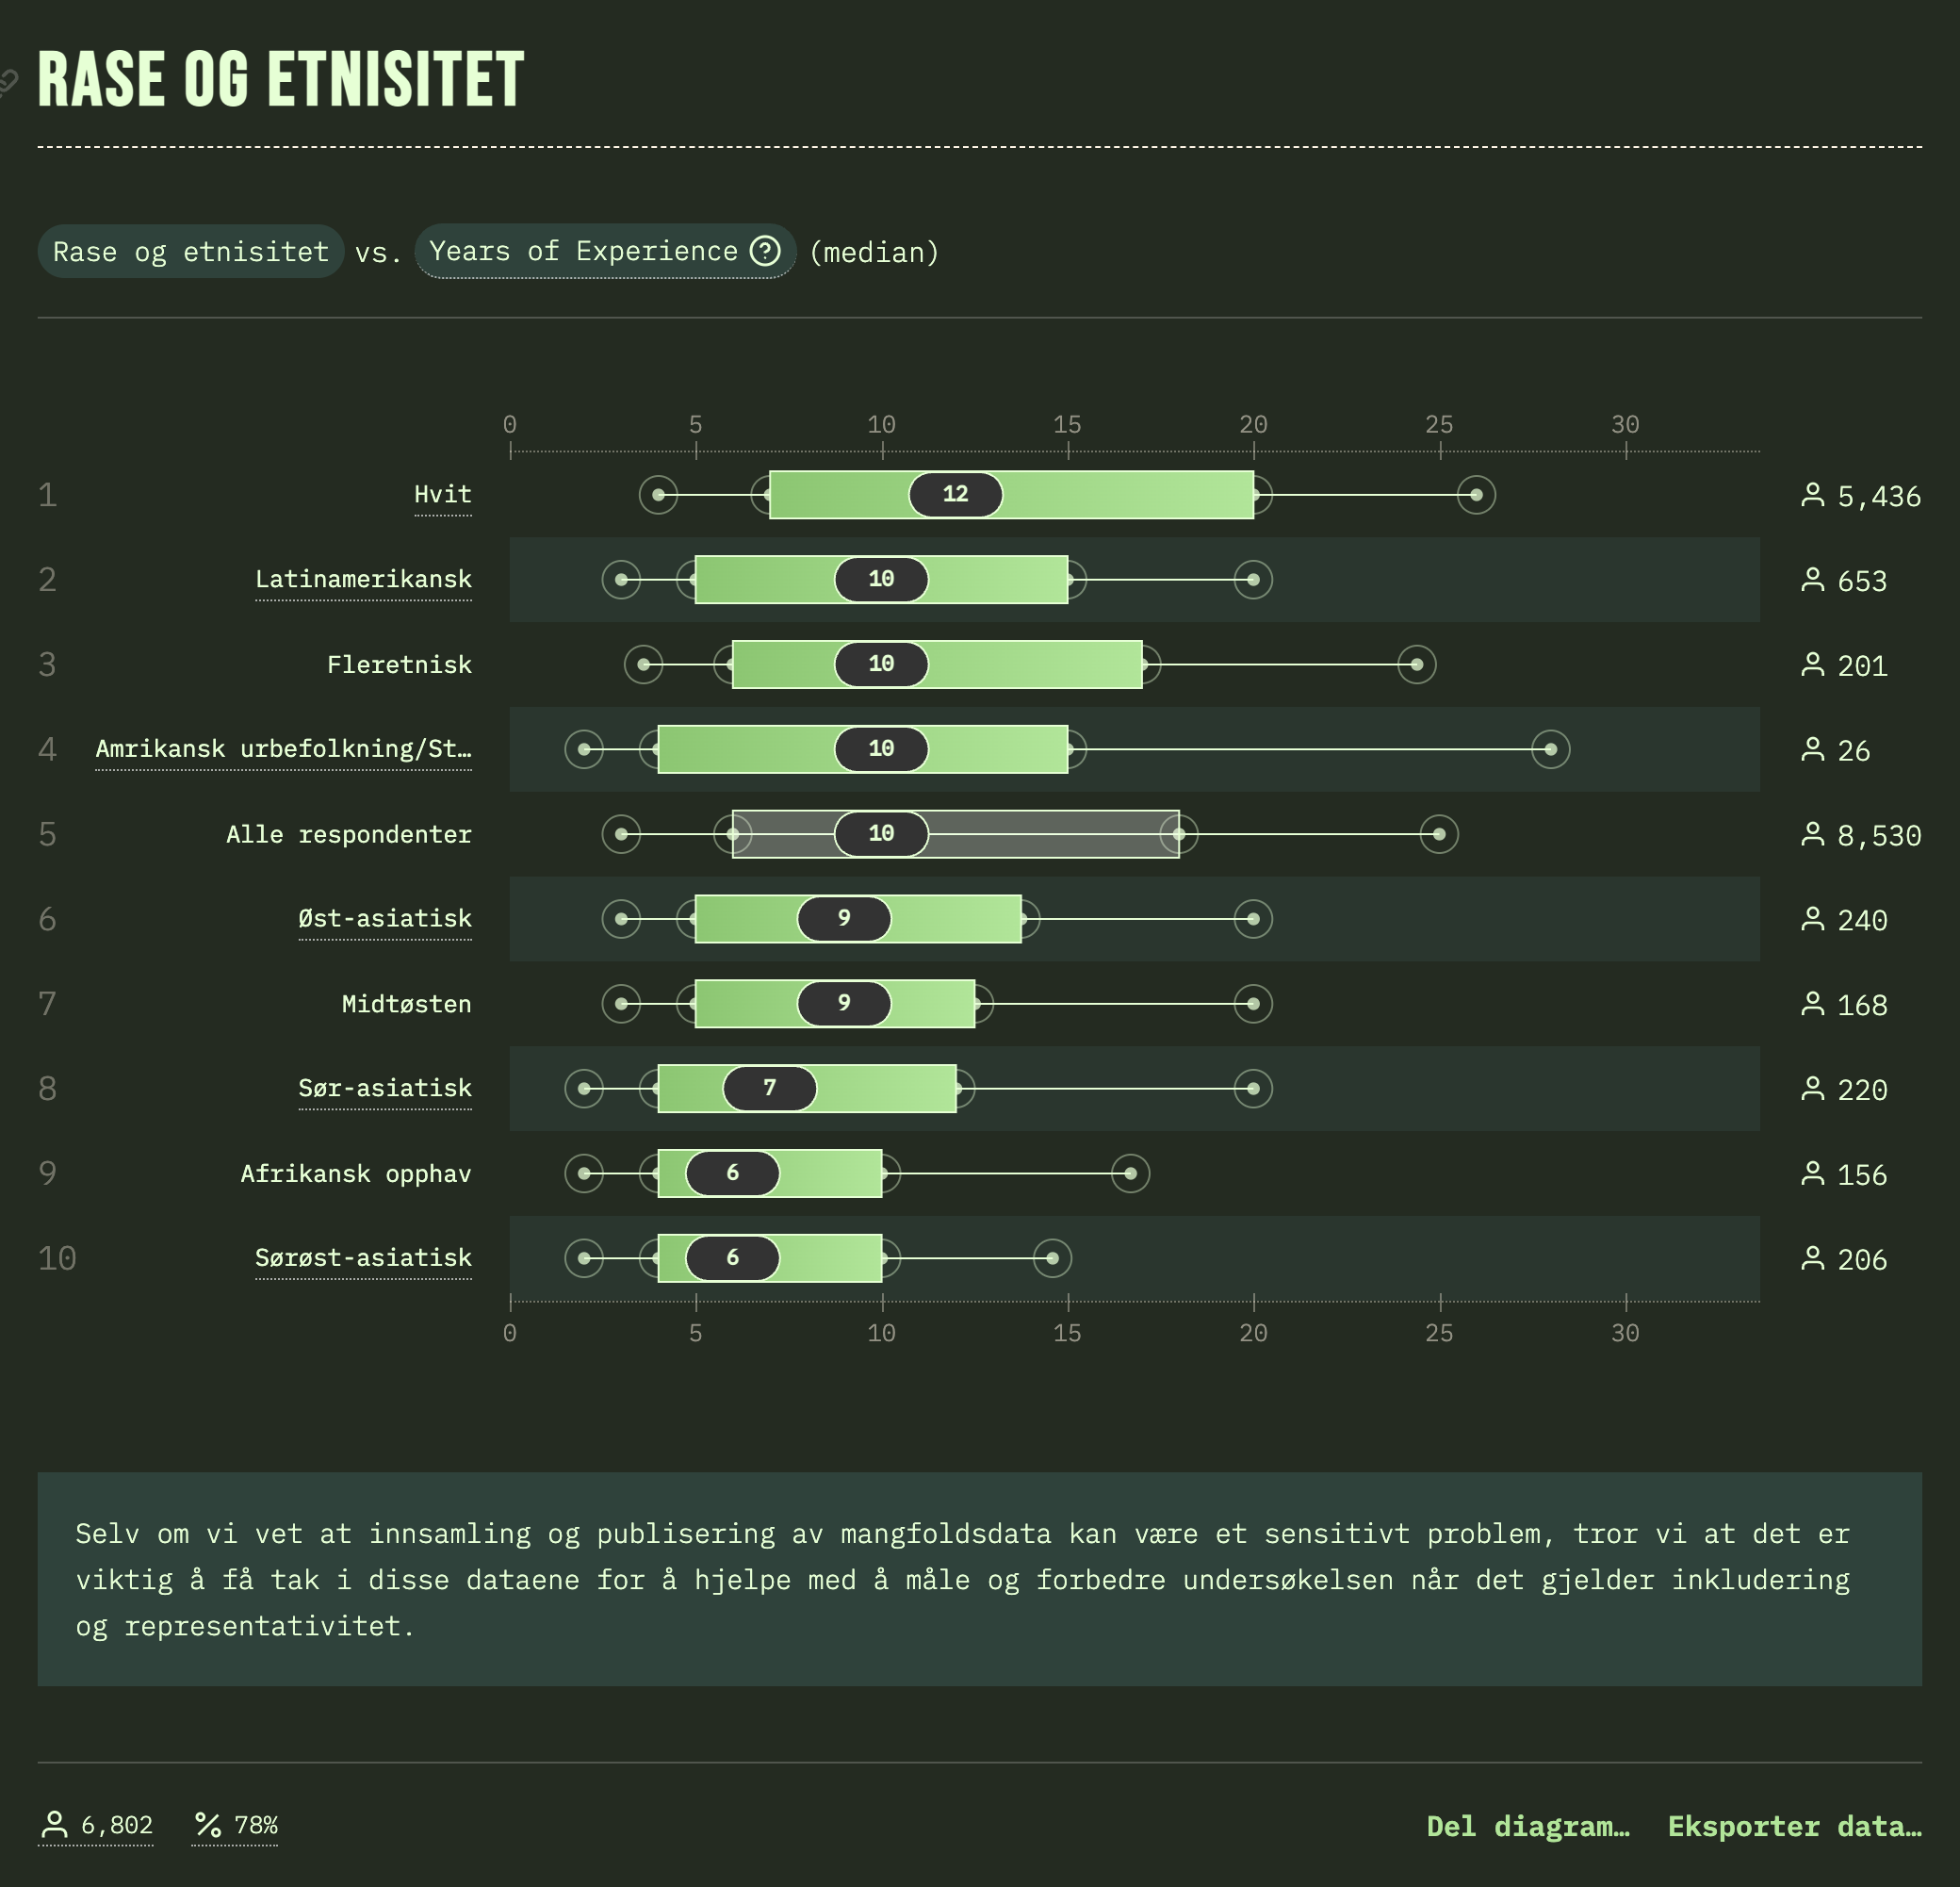 RASE OG ETNISITET
Rase og etnisitet vs. Years of Experience (median)
0 5 10 15 20 25 30
1 Hvit 12 5,436
2 Latinamerikansk 10 653
3 Fleretnisk 10 201
4 Amrikansk urbefolkning/St… 10 26
5 Alle respondenter 10 8,530
6 Øst-asiatisk 9 240
7 Midtøsten 9 168
8 Sør-asiatisk 7 220
9 Afrikansk opphav 6 156
10 Sørøst-asiatisk 6 206
0 5 10 15 20 25 30
Selv om vi vet at innsamling og publisering av mangfoldsdata kan være et sensitivt problem, tror vi at det er
viktig å få tak i disse dataene for å hjelpe med å måle og forbedre undersøkelsen når det gjelder inkludering
og representativitet.
6,802 78% Del diagram… Eksporter data…